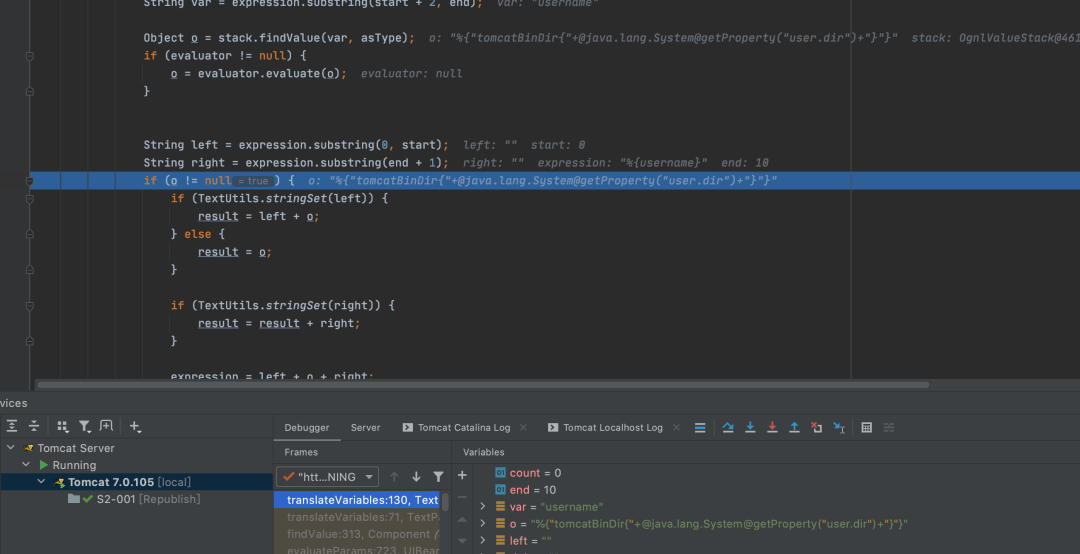 String var = expression.substring(start + 2, end); var: "username"
Object o = stack.findValue(var, asType); o: "%{"tomcatBinDir{"+@java.lang.System@getProperty("user.dir")+"}"}" stack: OgnlValueStack@461
if (evaluator != null) {
o = evaluator.evaluate(o); evaluator: null
}
String left = expression.substring(0, start); left: "" start: 0
String right = expression.substring(end + 1); right: "" expression: "%{username}" end: 10
if (o != null = true ) { o: "%{"tomcatBinDir{"+@java.lang.System@getProperty("user.dir")+"}"}"
if (TextUtils.stringSet(left)) {
result = left + o;
} else {
result = o;
}
if (TextUtils.stringSet(right)) {
result = result + right;
}
expression = left + o + right;
vices
Debugger Server Tomcat Catalina Log Tomcat Localhost Log
Tomcat Server
Running
Tomcat 7.0.105 [local]
S2-001 [Republish]
Frames
"htt...NING
translateVariables:130, Text
translateVariables:71, TextP
findValue:313, Component (
evaluateParams:723, UIBean
Variables
count = 0
end = 10
var = "username"
o = "%{"tomcatBinDir{"+@java.lang.System@getProperty("user.dir")+"}"}"
left = ""